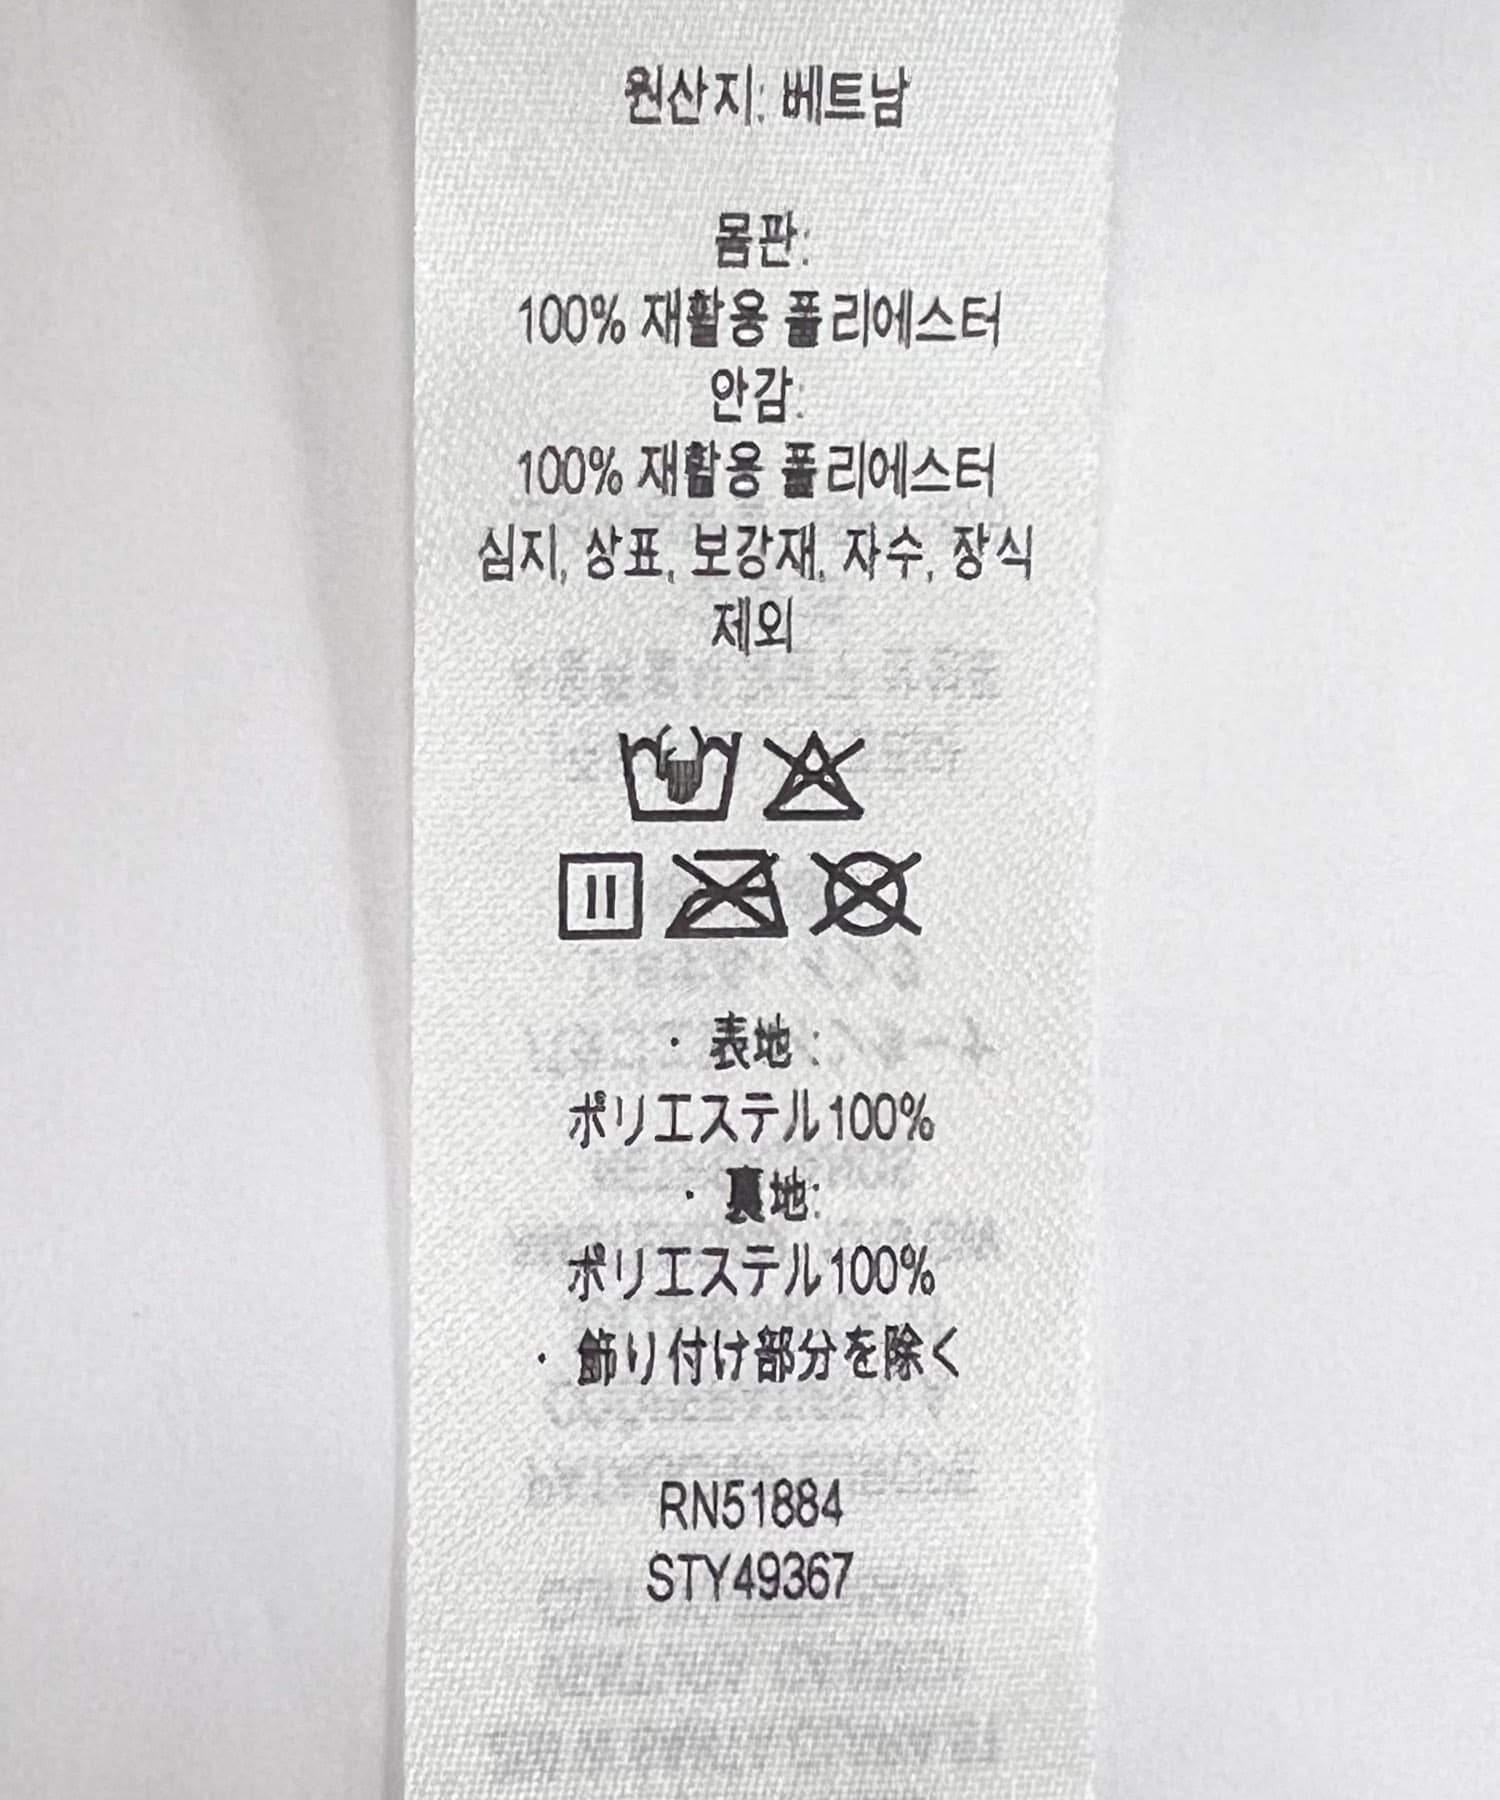 원산지: 베트남
몸판:
100% 재활용 폴리에스터
안감:
100% 재활용 폴리에스터
심지, 상표, 보강재, 자수, 장식
제외
・ 表地 :
ポリエステル100%
・ 裏地:
ポリエステル100%
・ 飾り付け部分を除く
RN51884
STY49367